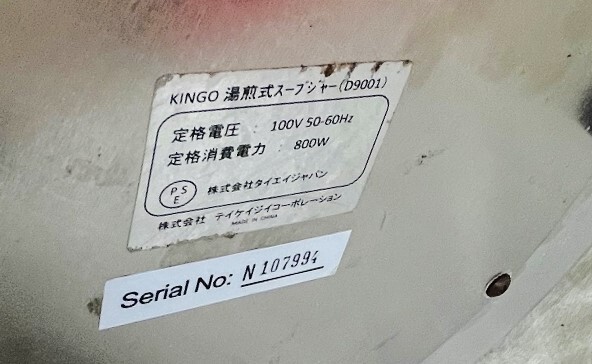 KINGO 湯煎式スープジャー(D9001)
定格電圧 : 100V 50-60Hz
定格消費電力 : 800W
P S E 株式会社タイエイジャパン
株式会社 テイケイジイコーポレーション
MADE IN CHINA
Serial No: N 107994